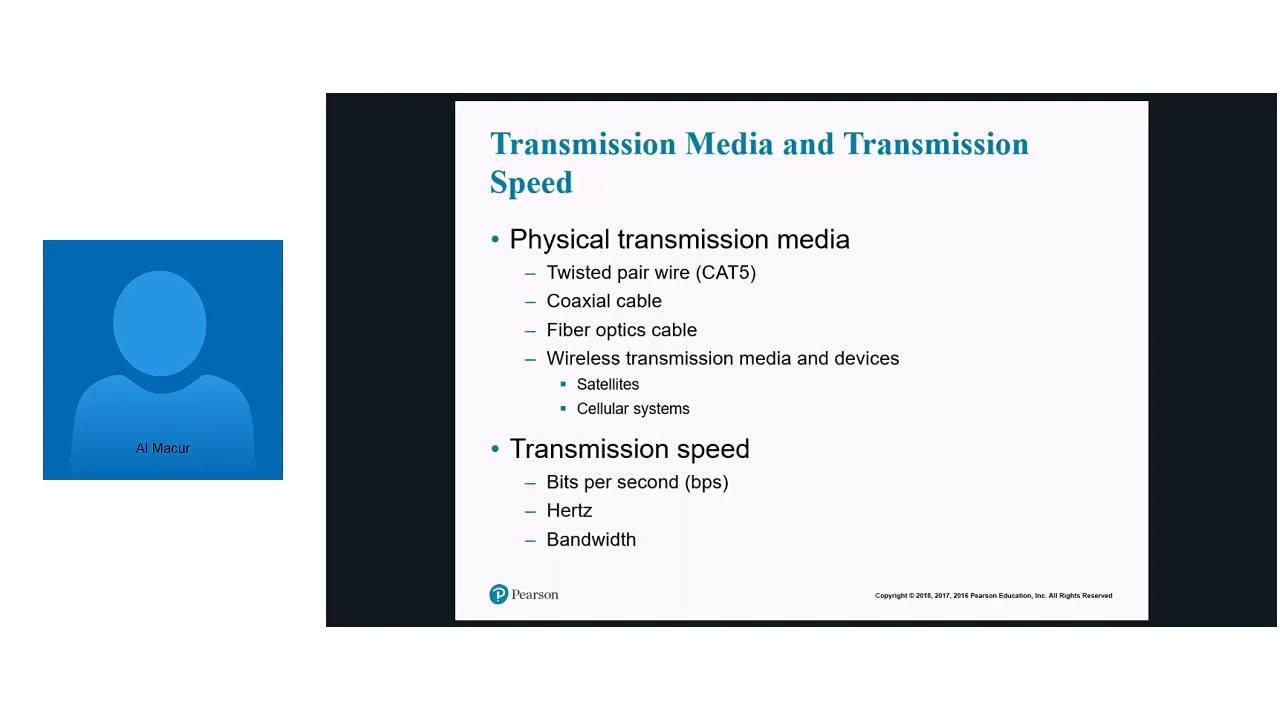 Transmission Media and Transmission
Speed
• Physical transmission media
– Twisted pair wire (CAT5)
– Coaxial cable
– Fiber optics cable
– Wireless transmission media and devices
▪ Satellites
▪ Cellular systems
• Transmission speed
– Bits per second (bps)
– Hertz
– Bandwidth
Al Macur
Pearson
Copyright © 2018, 2017, 2016 Pearson Education, Inc. All Rights Reserved